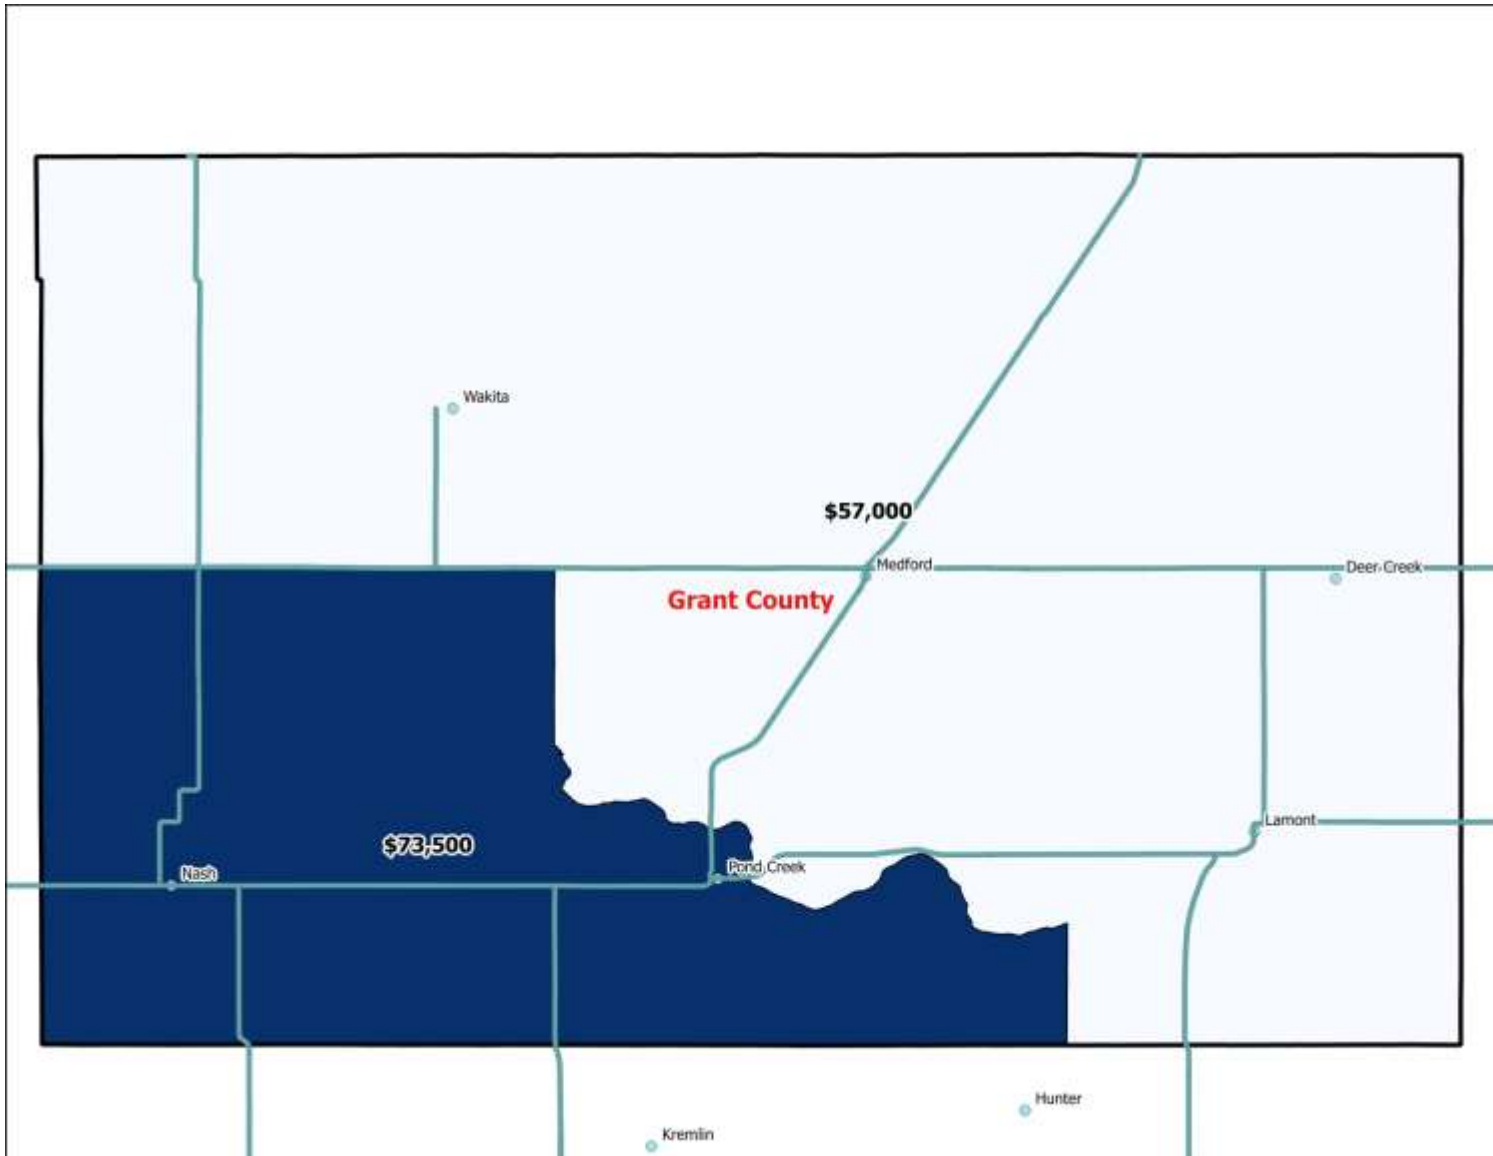 Wakita
$57,000
Medford
Deer Creek
Grant County
Lamont
$73,500
Pond Creek
Nash
Hunter
Kremlin